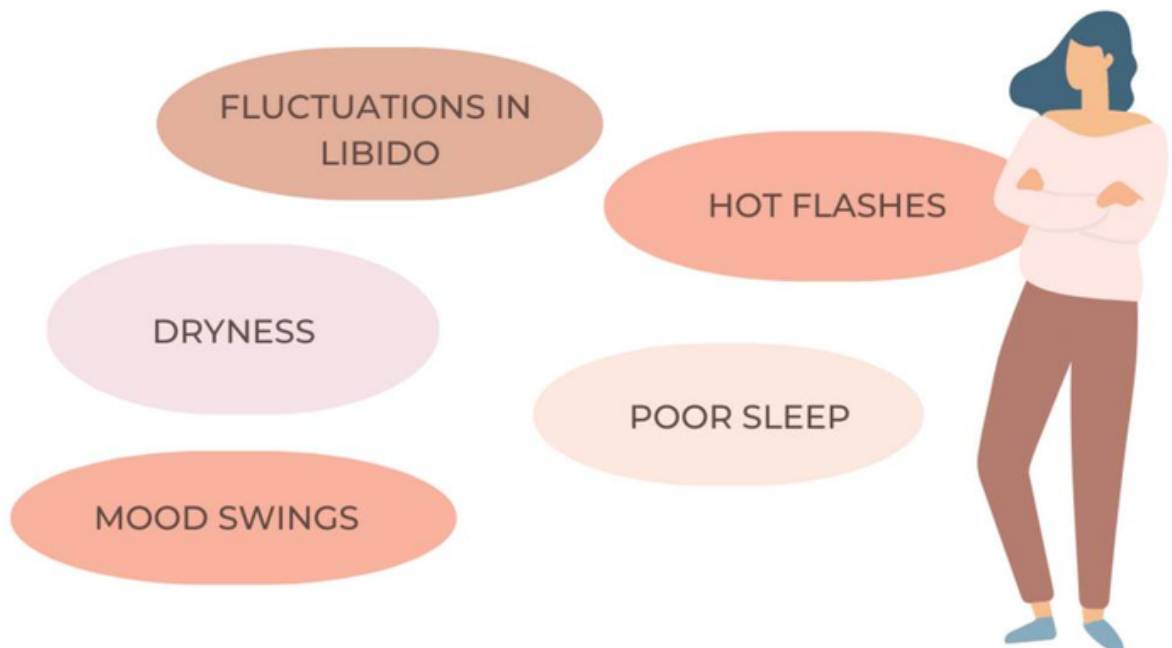 FLUCTUATIONS IN
LIBIDO
HOT FLASHES
DRYNESS
POOR SLEEP
MOOD SWINGS